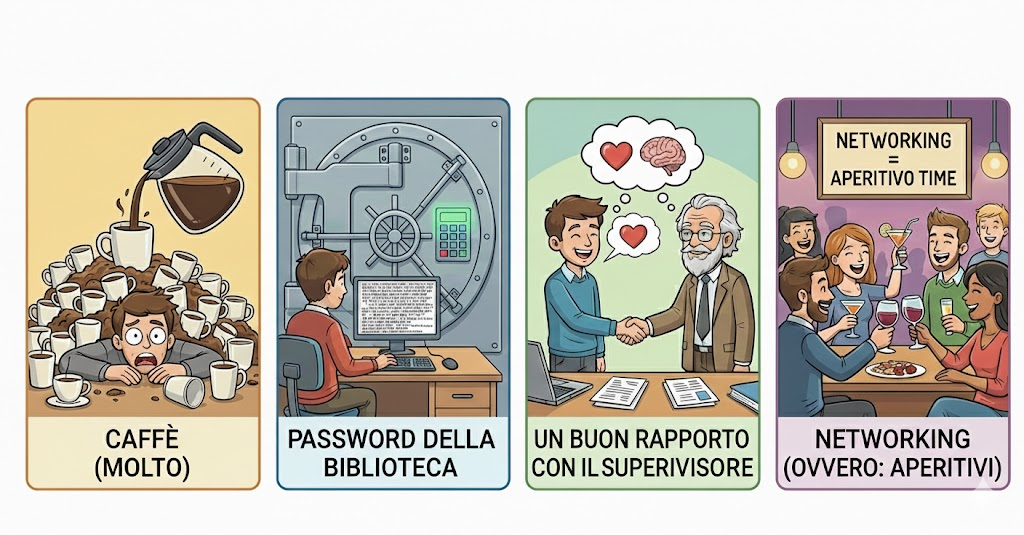 CAFFÈ
(MOLTO)
PASSWORD DELLA
BIBLIOTECA
UN BUON RAPPORTO
CON IL SUPERIVISORE
NETWORKING
=
APERITIVO TIME
NETWORKING
(OVVERO: APERITIVI)